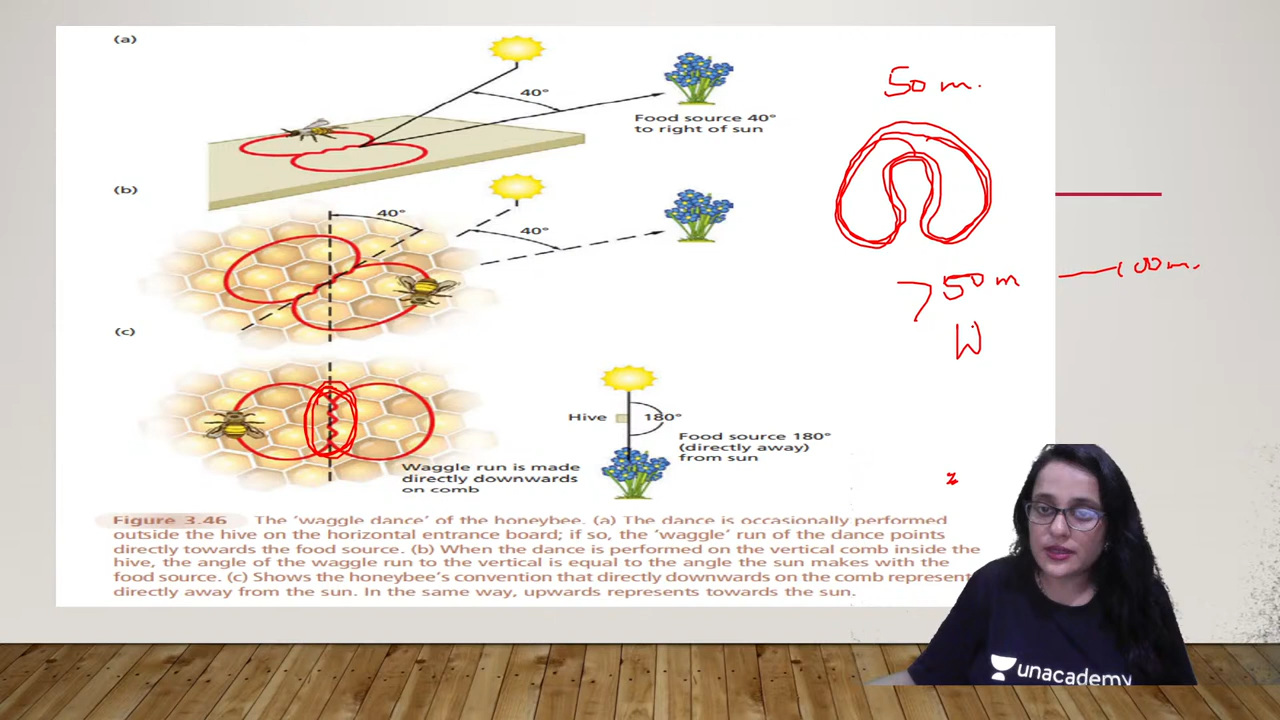 (a)
40°
Food source 40°
to right of sun
50 m.
(b)
40°
40°
>50m
100m.
W
(c)
Hive
180°
Food source 180°
(directly away)
from sun
Waggle run is made
directly downwards
on comb
Figure 3.46 The 'waggle dance' of the honeybee. (a) The dance is occasionally performed
outside the hive on the horizontal entrance board; if so, the 'waggle' run of the dance points
directly towards the food source. (b) When the dance is performed on the vertical comb inside the
hive, the angle of the waggle run to the vertical is equal to the angle the sun makes with the
food source. (c) Shows the honeybee's convention that directly downwards on the comb represent
directly away from the sun. In the same way, upwards represents towards the sun.
unacademy